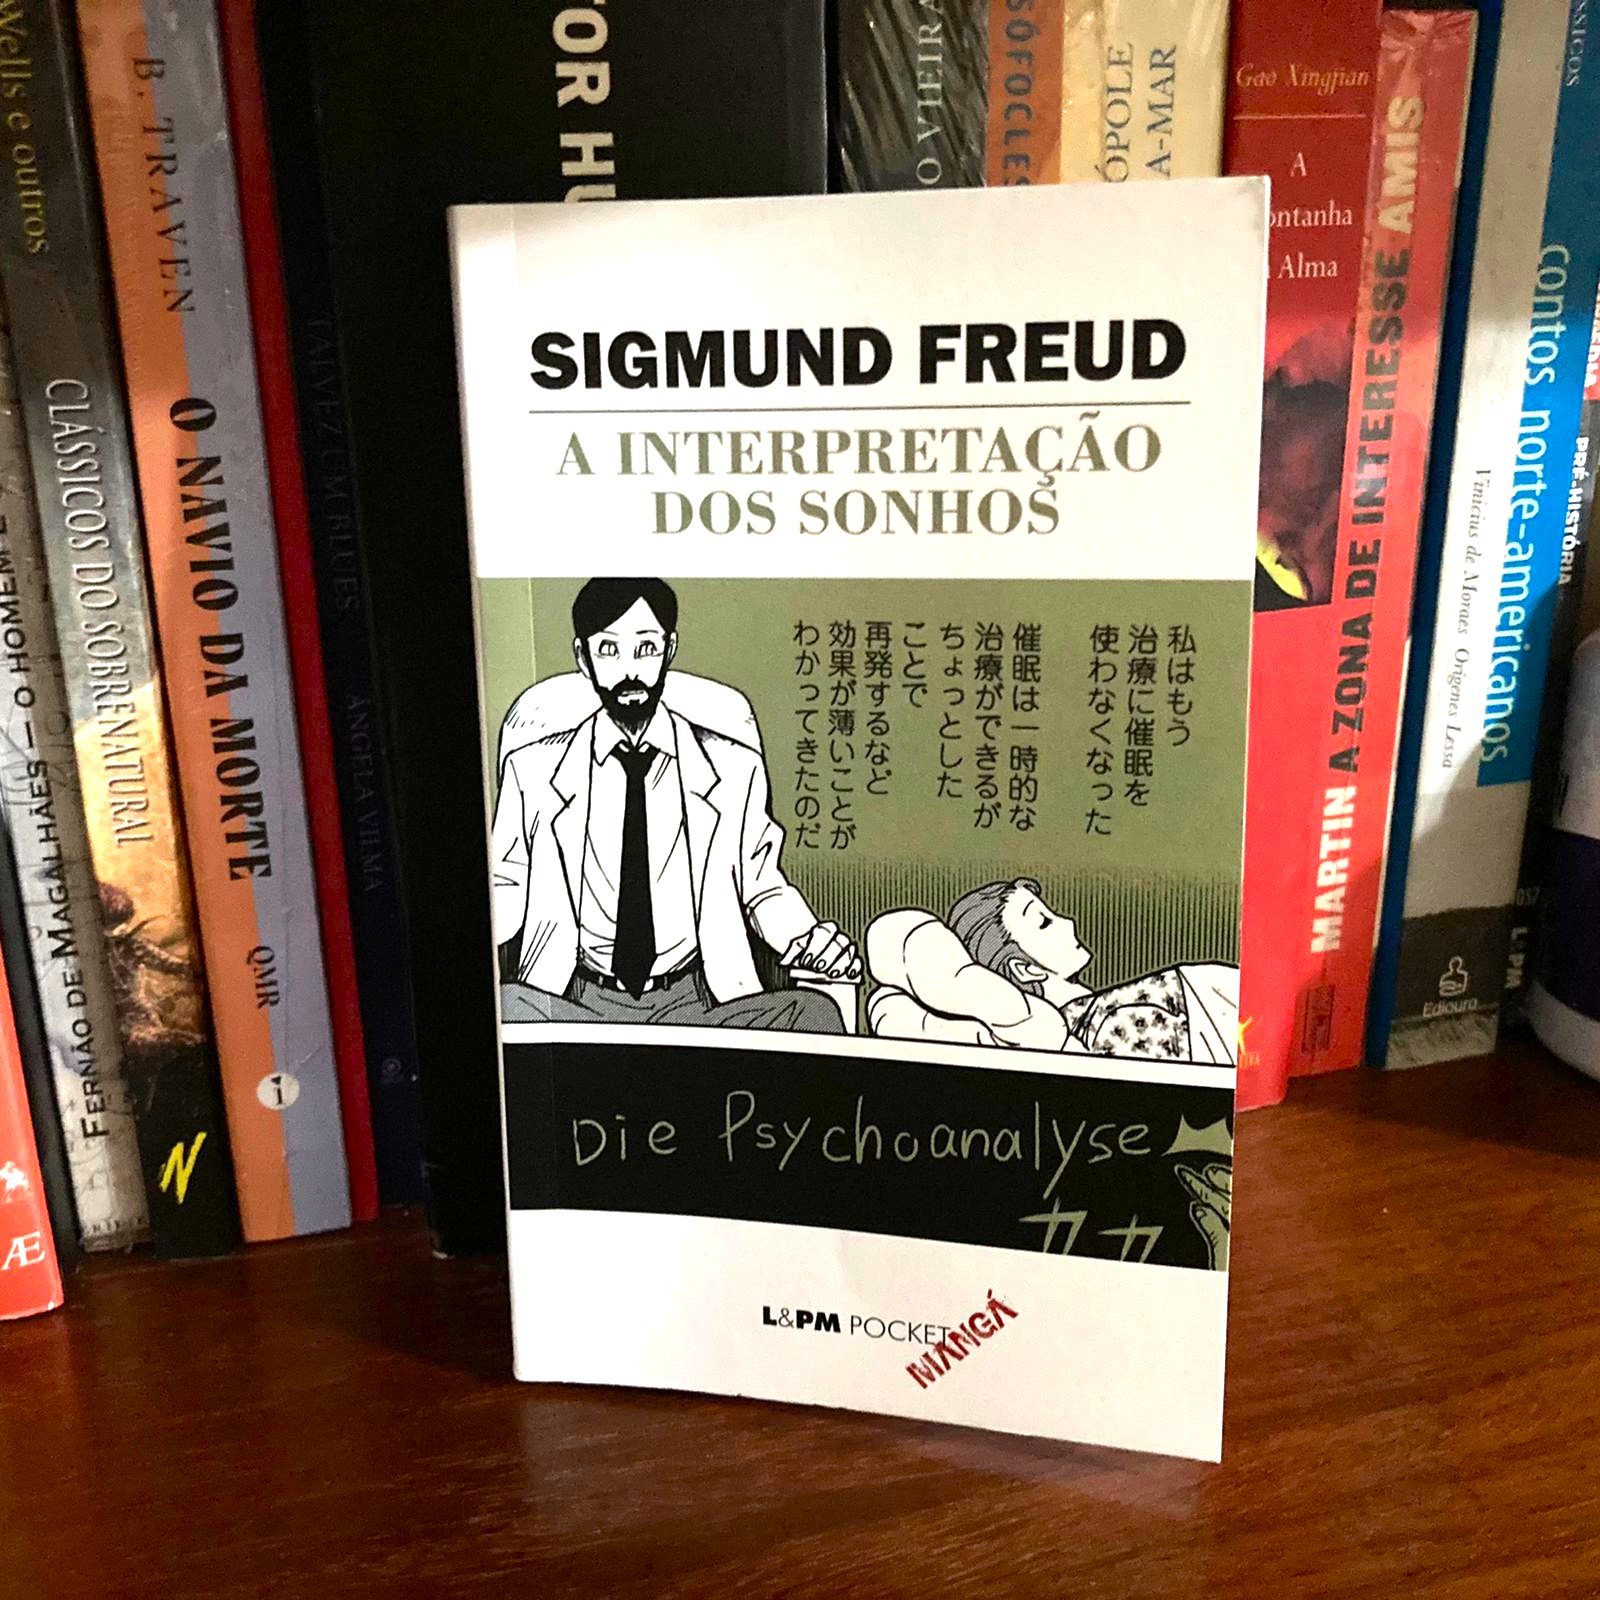 Wells e outros
CLÁSSICOS DO SOBRENATURAL
FERNÃO DE MAGALHÃES — O HOMEM E
Æ
B. TRAVEN
O NAVIO DA MORTE
QMR
i
TALVEZ UM BLUES
ANGELA VILMA
TOR HU
O VIEIRA
SÓFOCLES
ÓPOLE
A-MAR
Gao Xingjian
A
ontanha
Alma
MARTIN AMIS
A ZONA DE INTERESSE
contos norte-americanos
Vinicius de Moraes Origenes Lessa
Ediouro
PRÉ-HISTÓRIA
L&PM
SIGMUND FREUD
A INTERPRETAÇÃO
DOS SONHOS
私はもう
治療に催眠を
使わなくなった
催眠は一時的な
治療ができるが
ちょっとした
ことで
再発するなど
効果が薄いことが
わかってきたのだ
Die Psychoanalyse
カカ
L&PM POCKET
MANGÁ